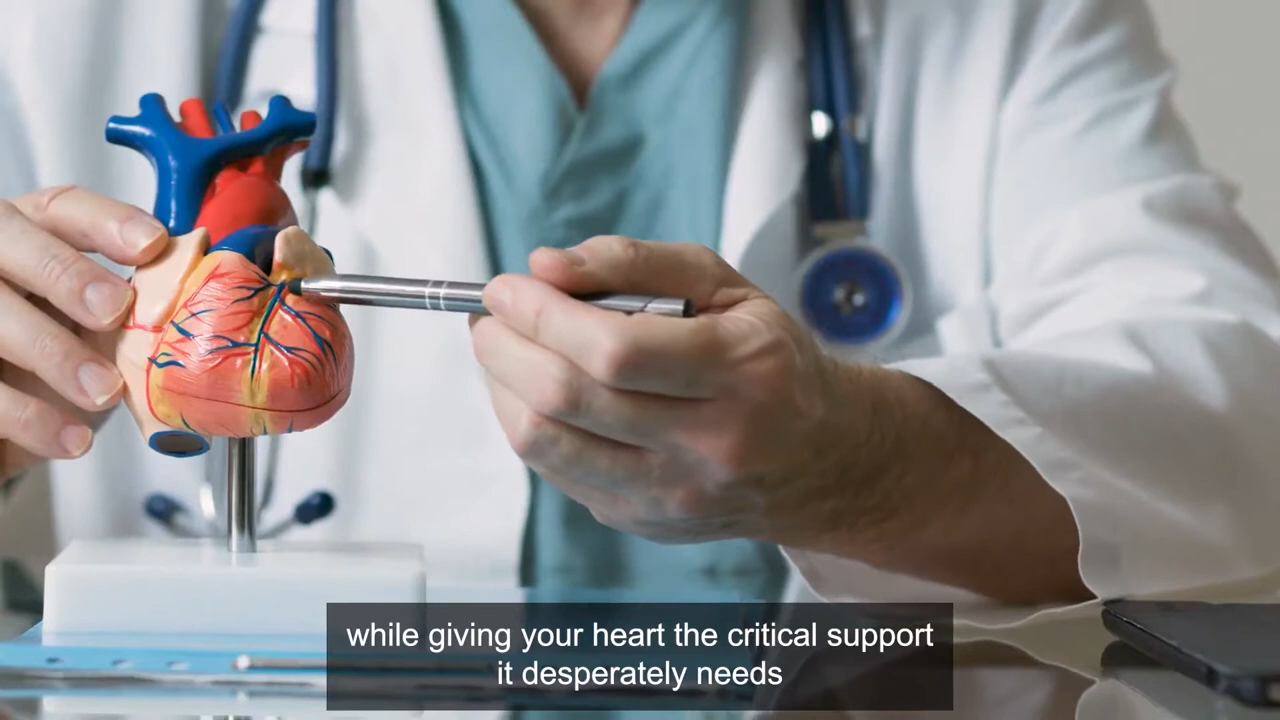 while giving your heart the critical support
it desperately needs